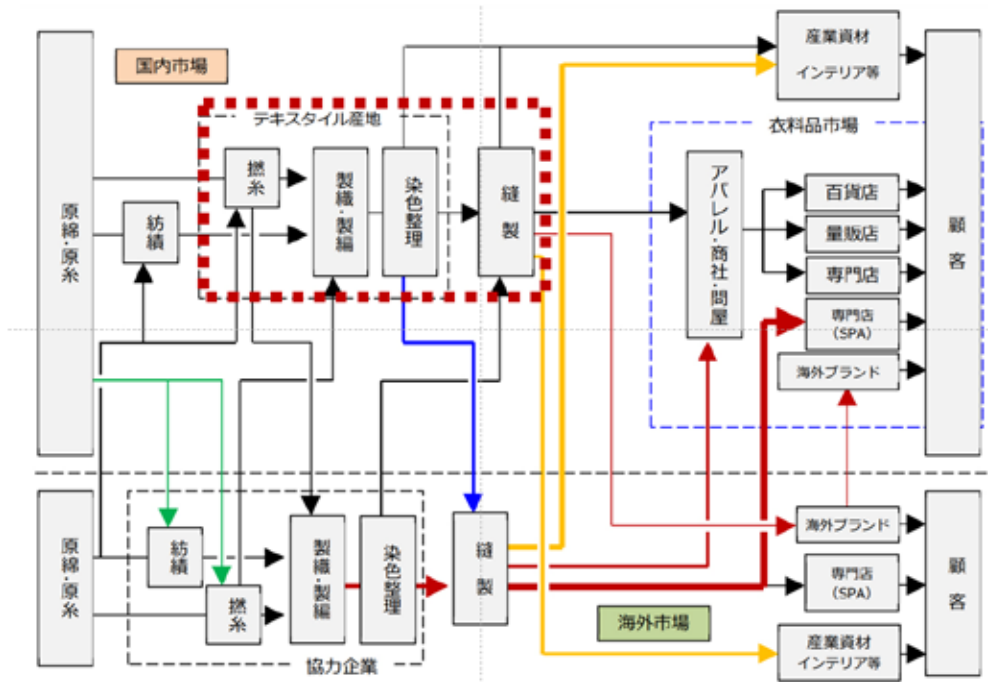 国内市場
産業資材
インテリア等
テキスタイル産地
衣料品市場
原綿・原糸
紡績
撚糸
製織・製編
染色整理
縫製
アパレル・商社・問屋
百貨店
量販店
専門店
専門店
(SPA)
海外ブランド
顧客
原綿・原糸
紡績
撚糸
製織・製編
染色整理
協力企業
縫製
海外市場
海外ブランド
専門店
(SPA)
産業資材
インテリア等
顧客